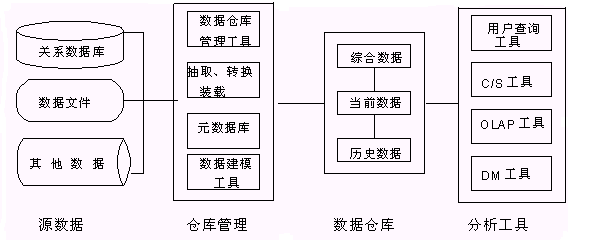 关系数据库
数据文件
其他数据
源数据
数据仓库
管理工具
抽取、转换
装载
元数据库
数据建模
工具
仓库管理
综合数据
当前数据
历史数据
数据仓库
用户查询
工具
C/S 工具
OLAP 工具
DM 工具
分析工具